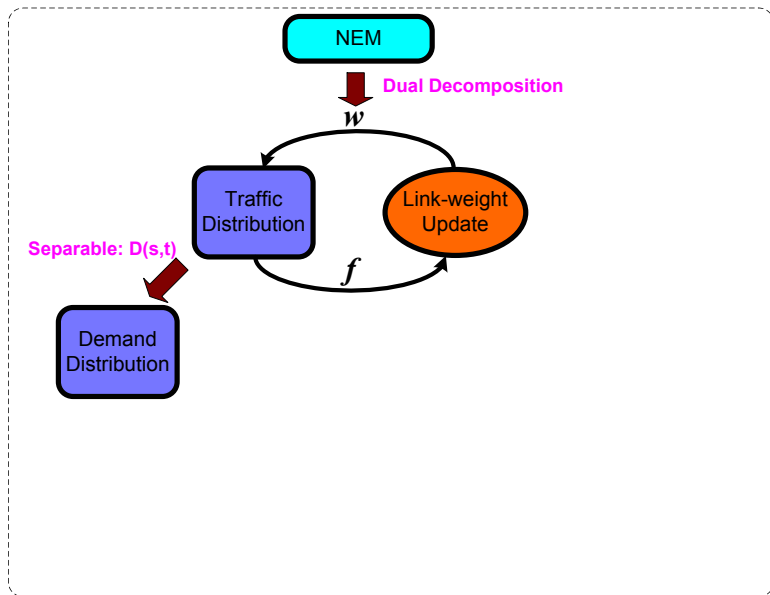 NEM
Dual Decomposition
w
Traffic
Distribution
Link-weight
Update
Separable: D(s,t)
f
Demand
Distribution